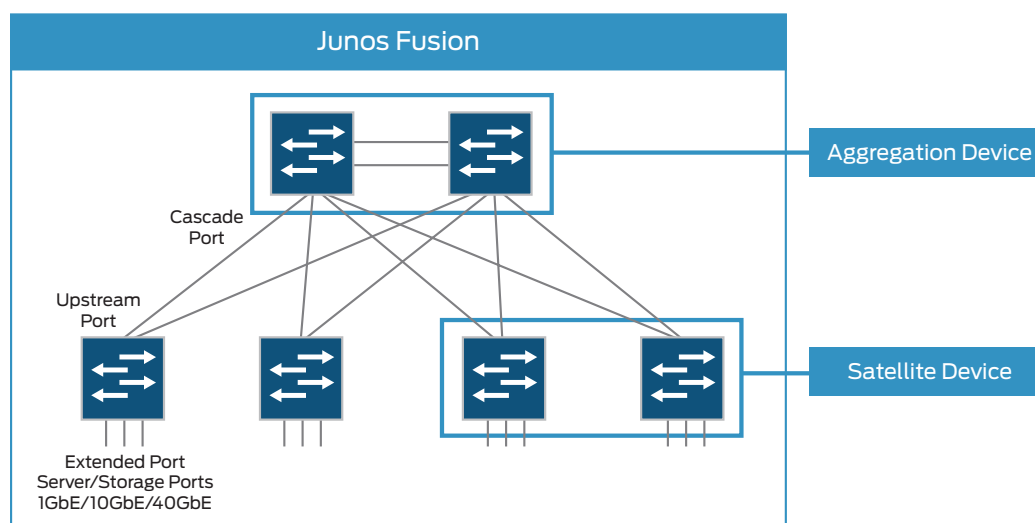 Junos Fusion
Aggregation Device
Cascade
Port
Upstream
Port
Satellite Device
Extended Port
Server/Storage Ports
1GbE/10GbE/40GbE